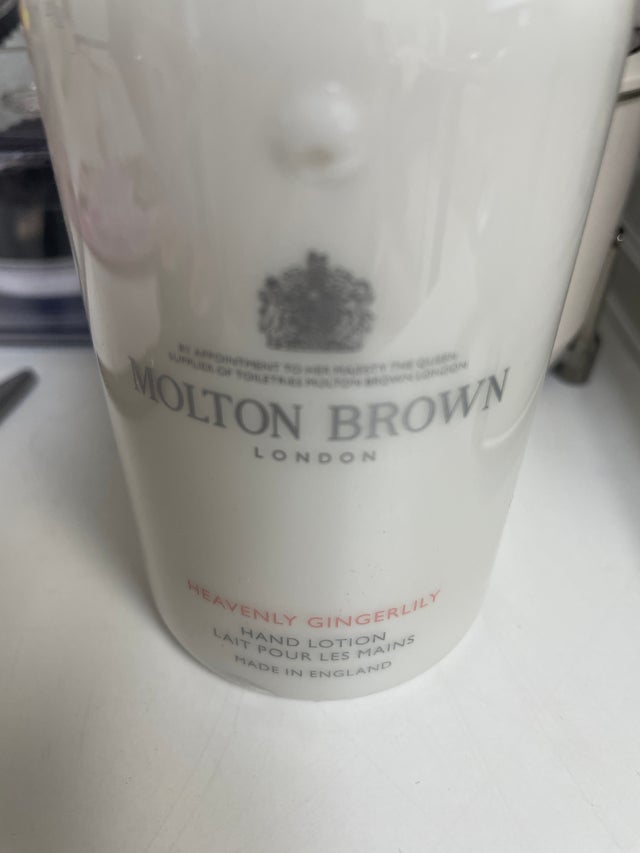 BY APPOINTMENT TO HER MAJESTY THE QUEEN
SUPPLIER OF TOILETRIES MOLTON BROWN LONDON
MOLTON BROWN
LONDON
HEAVENLY GINGERLILY
HAND LOTION
LAIT POUR LES MAINS
MADE IN ENGLAND